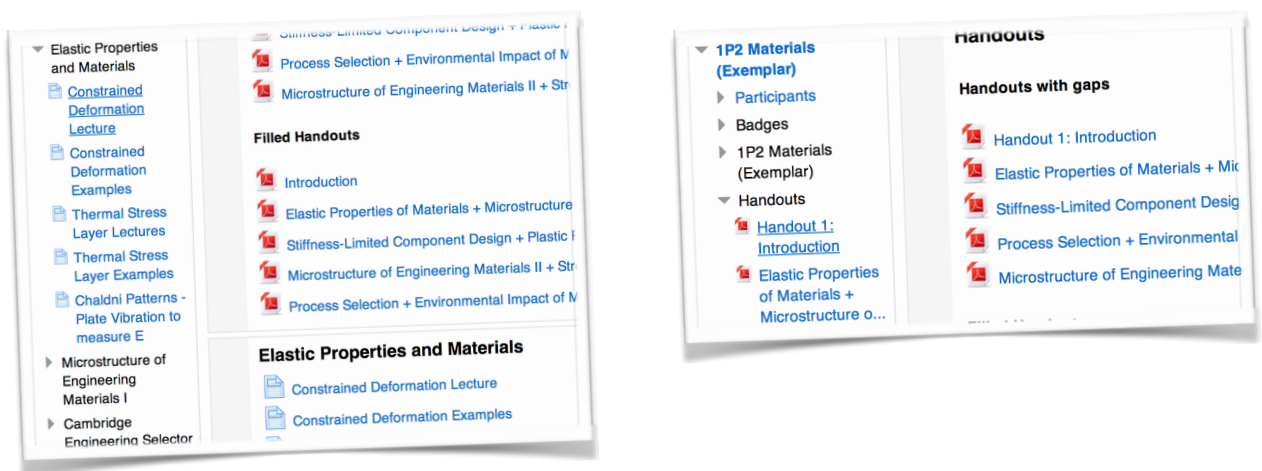 Elastic Properties
and Materials
Constrained
Deformation
Lecture
Constrained
Deformation
Examples
Thermal Stress
Layer Lectures
Thermal Stress
Layer Examples
Chaldni Patterns -
Plate Vibration to
measure E
Microstructure of
Engineering
Materials I
Cambridge
Engineering Selector
Stiffness-Limited Component Design + Plastic
Process Selection + Environmental Impact of M
Microstructure of Engineering Materials II + Str
Filled Handouts
Introduction
Elastic Properties of Materials + Microstructure
Stiffness-Limited Component Design + Plastic F
Microstructure of Engineering Materials II + Str
Process Selection + Environmental Impact of M
Elastic Properties and Materials
Constrained Deformation Lecture
Constrained Deformation Examples
1P2 Materials
(Exemplar)
Participants
Badges
1P2 Materials
(Exemplar)
Handouts
Handout 1:
Introduction
Elastic Properties
of Materials +
Microstructure o...
Handouts
Handouts with gaps
Handout 1: Introduction
Elastic Properties of Materials + Mic
Stiffness-Limited Component Desig
Process Selection + Environmental
Microstructure of Engineering Mate